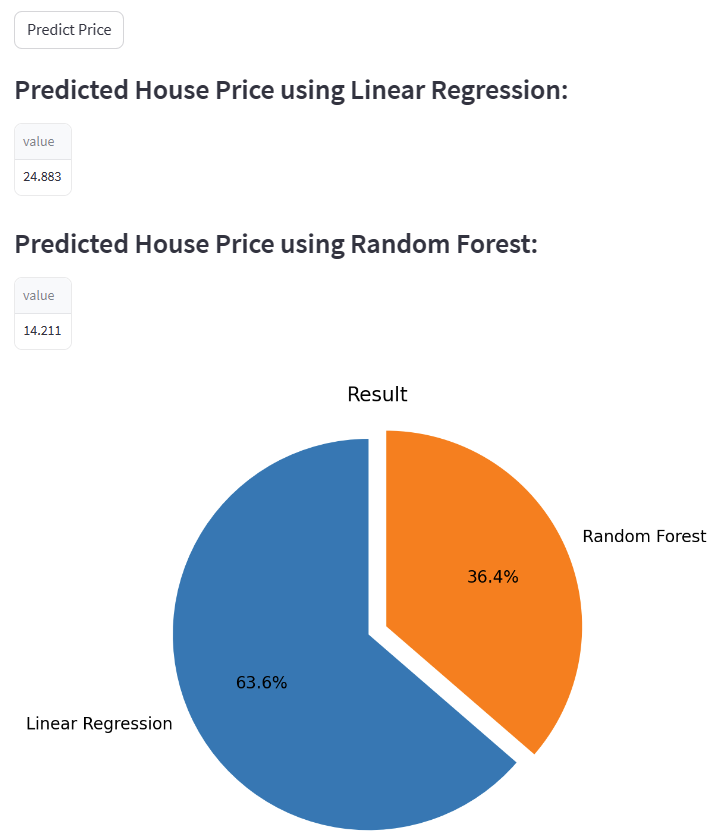 Predict Price
Predicted House Price using Linear Regression:
value
24.883
Predicted House Price using Random Forest:
value
14.211
Result
Random Forest
36.4%
63.6%
Linear Regression